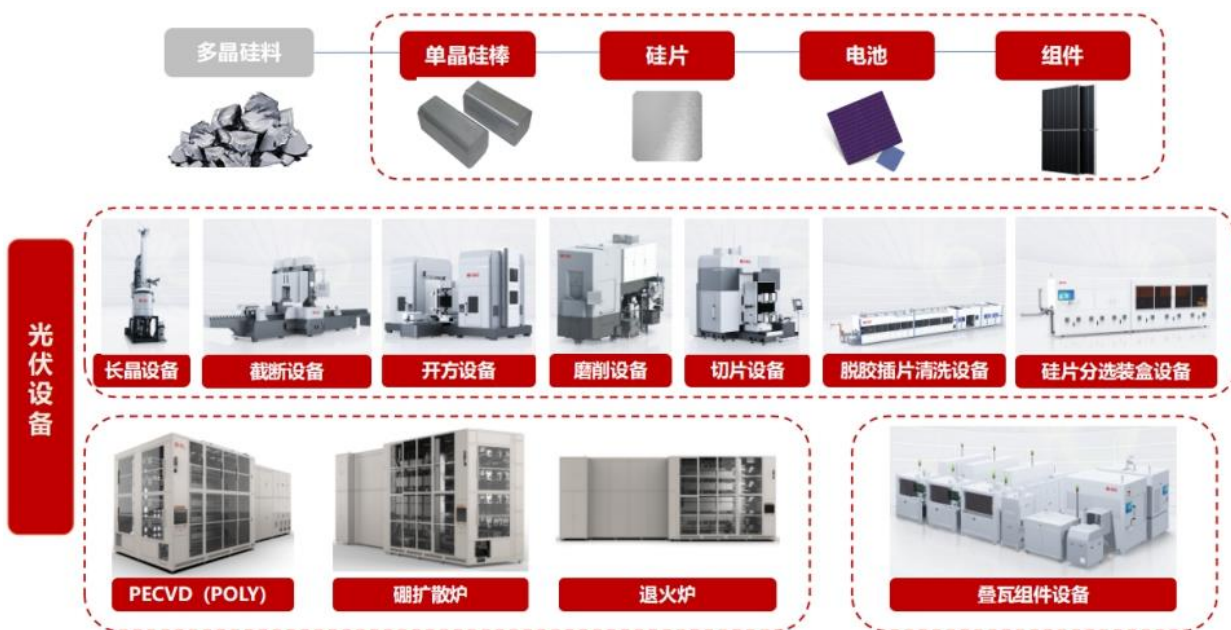 多晶硅料
单晶硅棒
硅片
电池
组件
光伏设备
长晶设备
截断设备
开方设备
磨削设备
切片设备
脱胶插片清洗设备
硅片分选装盒设备
PECVD（POLY）
硼扩散炉
退火炉
叠瓦组件设备